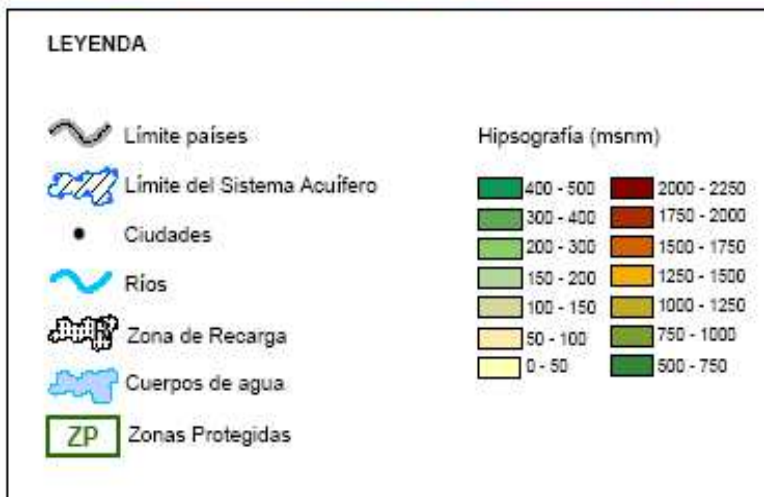 LEYENDA
Límite países
Límite del Sistema Acuífero
Ciudades
Ríos
Zona de Recarga
Cuerpos de agua
ZP Zonas Protegidas
Hipsografía (msnm)
400 - 500 2000 - 2250
300 - 400 1750 - 2000
200 - 300 1500 - 1750
150 - 200 1250 - 1500
100 - 150 1000 - 1250
50 - 100 750 - 1000
0 - 50 500 - 750